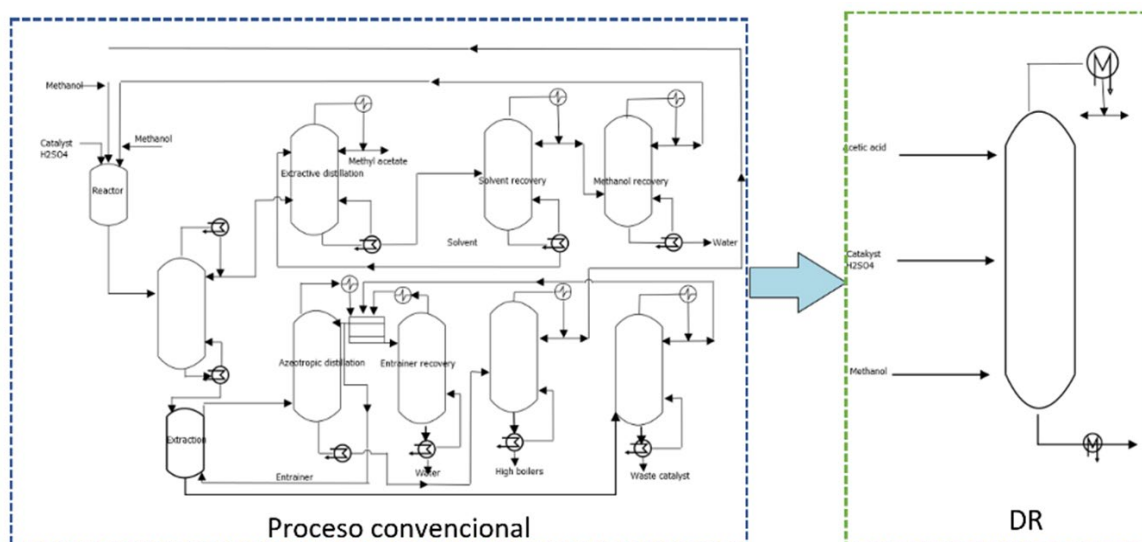 Methanol
Catalyst
H2SO4
Methanol
Reactor
Extractive distillation
Methyl acetate
Solvent recovery
Methanol recovery
Solvent
Water
Azeotropic distillation
Entrainer recovery
Extraction
Entrainer
Water
High boilers
Waste catalyst
Proceso convencional
Acetic acid
Catalyst
H2SO4
Methanol
DR